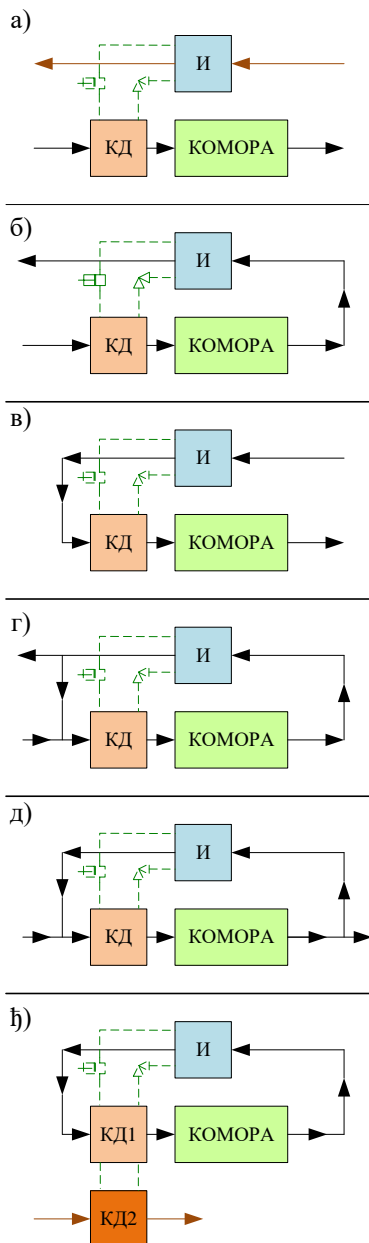 а)
И
КД КОМОРА
б)
И
КД КОМОРА
в)
И
КД КОМОРА
г)
И
КД КОМОРА
д)
И
КД КОМОРА
ђ)
И
КД1 КОМОРА
КД2